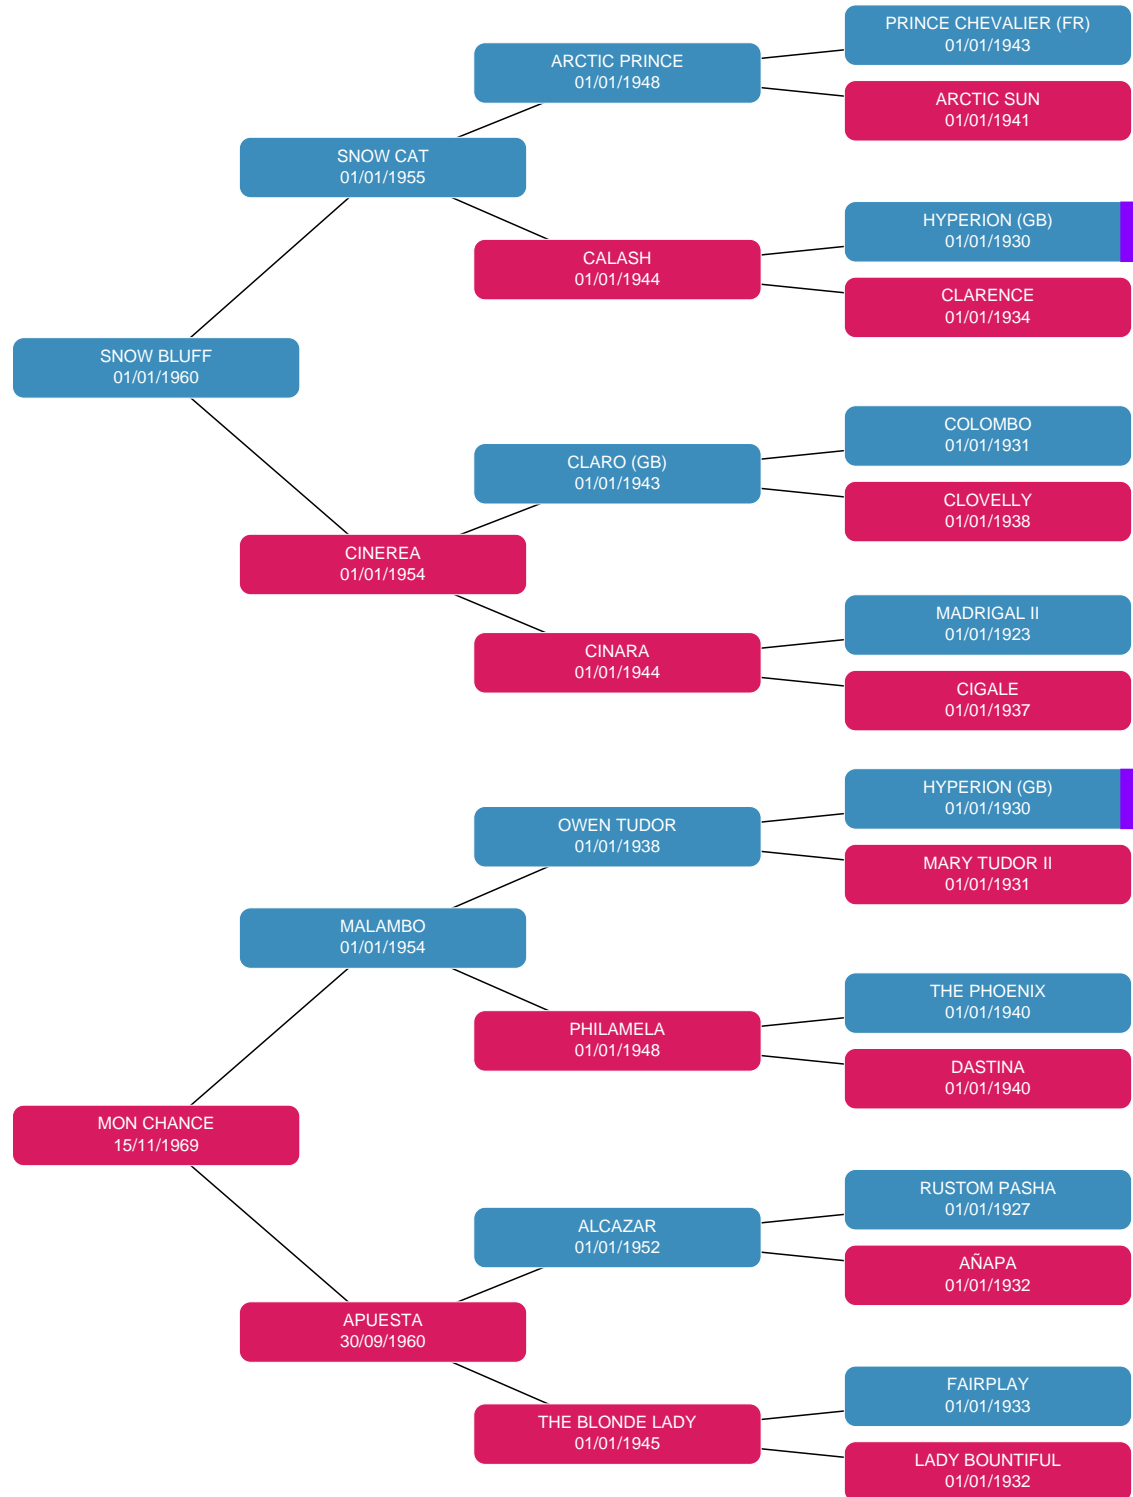 PRINCE CHEVALIER (FR)
01/01/1943
ARCTIC PRINCE
01/01/1948
ARCTIC SUN
01/01/1941
SNOW CAT
01/01/1955
HYPERION (GB)
01/01/1930
CALASH
01/01/1944
CLARENCE
01/01/1934
SNOW BLUFF
01/01/1960
COLOMBO
01/01/1931
CLARO (GB)
01/01/1943
CLOVELLY
01/01/1938
CINEREA
01/01/1954
MADRIGAL II
01/01/1923
CINARA
01/01/1944
CIGALE
01/01/1937
HYPERION (GB)
01/01/1930
OWEN TUDOR
01/01/1938
MARY TUDOR II
01/01/1931
MALAMBO
01/01/1954
THE PHOENIX
01/01/1940
PHILAMELA
01/01/1948
DASTINA
01/01/1940
MON CHANCE
15/11/1969
RUSTOM PASHA
01/01/1927
ALCAZAR
01/01/1952
AÑAPA
01/01/1932
APUESTA
30/09/1960
FAIRPLAY
01/01/1933
THE BLONDE LADY
01/01/1945
LADY BOUNTIFUL
01/01/1932